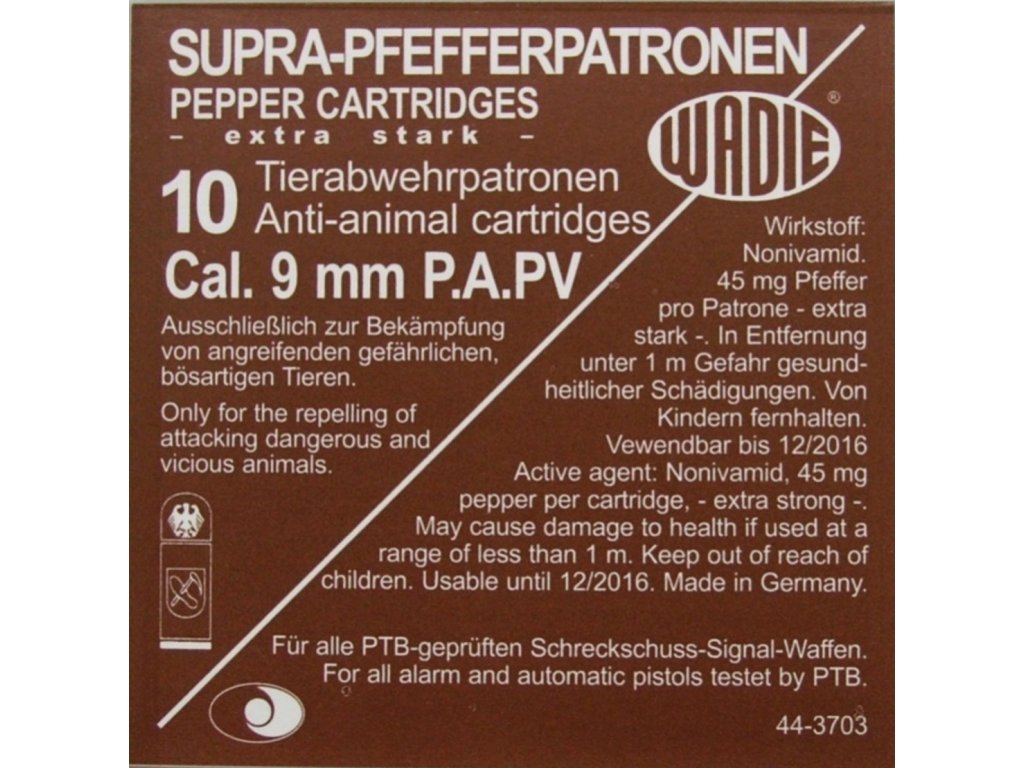 SUPRA-PFEFFERPATRONEN
PEPPER CARTRIDGES
- extra stark -
WADIE ®
10 Tierabwehrpatronen
Anti-animal cartridges
Cal. 9 mm P.A.PV
Ausschließlich zur Bekämpfung
von angreifenden gefährlichen,
bösartigen Tieren.
Only for the repelling of
attacking dangerous and
vicious animals.
Wirkstoff:
Nonivamid.
45 mg Pfeffer
pro Patrone - extra
stark -. In Entfernung
unter 1 m Gefahr gesund-
heitlicher Schädigungen. Von
Kindern fernhalten.
Vewendbar bis 12/2016
Active agent: Nonivamid, 45 mg
pepper per cartridge, - extra strong -.
May cause damage to health if used at a
range of less than 1 m. Keep out of reach of
children. Usable until 12/2016. Made in Germany.
Für alle PTB-geprüften Schreckschuss-Signal-Waffen.
For all alarm and automatic pistols testet by PTB.
44-3703